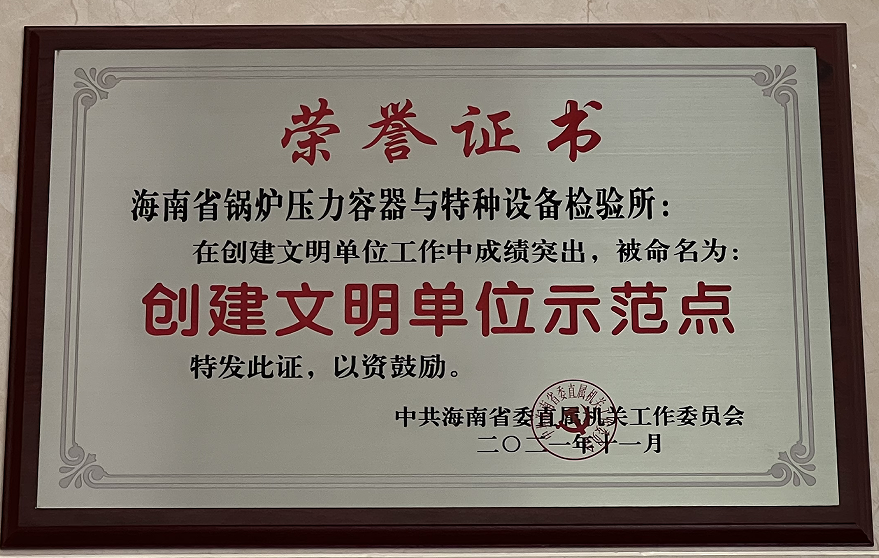 荣誉证书
海南省锅炉压力容器与特种设备检验所：
在创建文明单位工作中成绩突出，被命名为：
创建文明单位示范点
特发此证，以资鼓励。
中共海南省委直属机关工作委员会
二〇二一年十一月